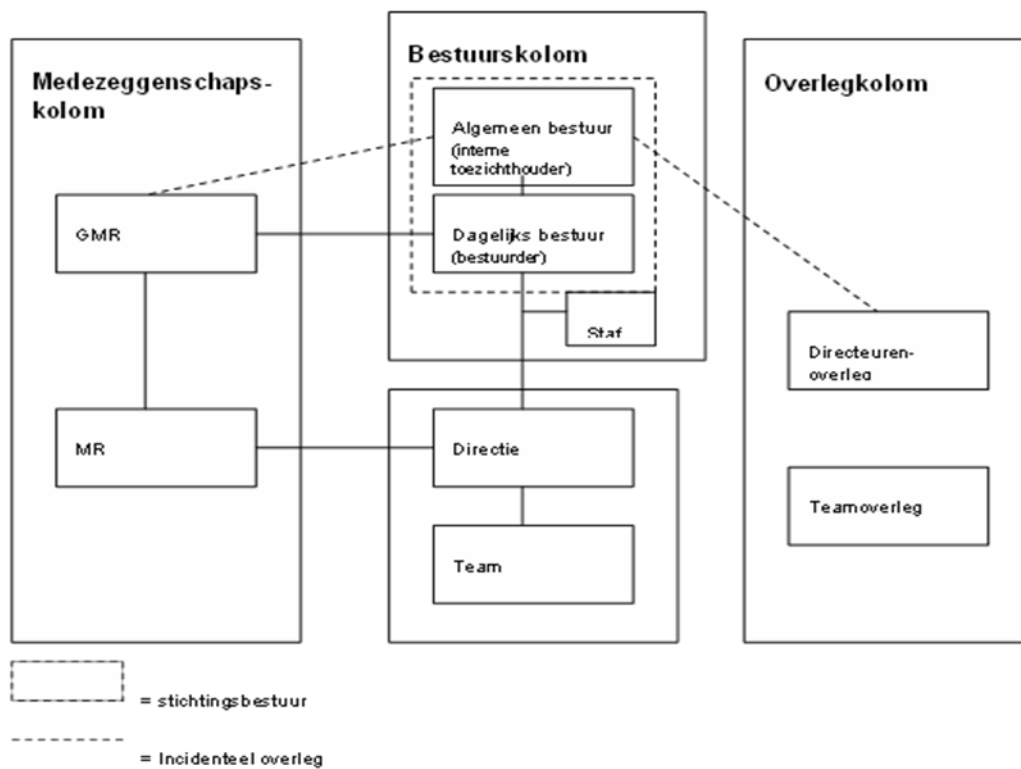 Medezeggenschaps-
kolom
GMR
MR
Bestuurskolom
Algemeen bestuur
(interne
toezichthouder)
Dagelijks bestuur
(bestuurder)
Staf
Directie
Team
Overlegkolom
Directeuren-
overleg
Teamoverleg
= stichtingsbestuur
= Incidenteel overleg